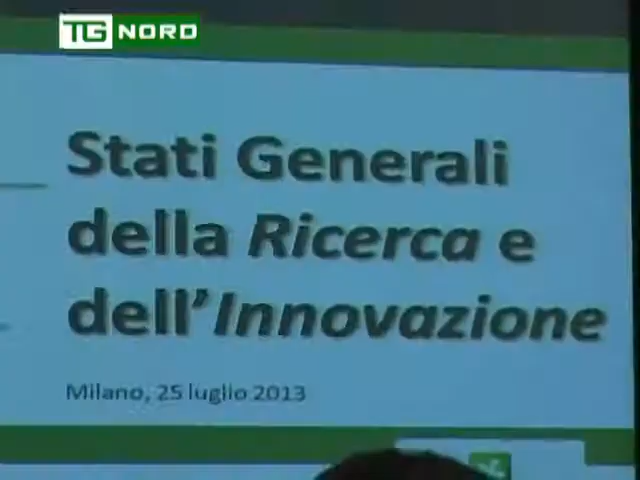 TG NORD
Stati Generali
della Ricerca e
dell'Innovazione
Milano, 25 luglio 2013